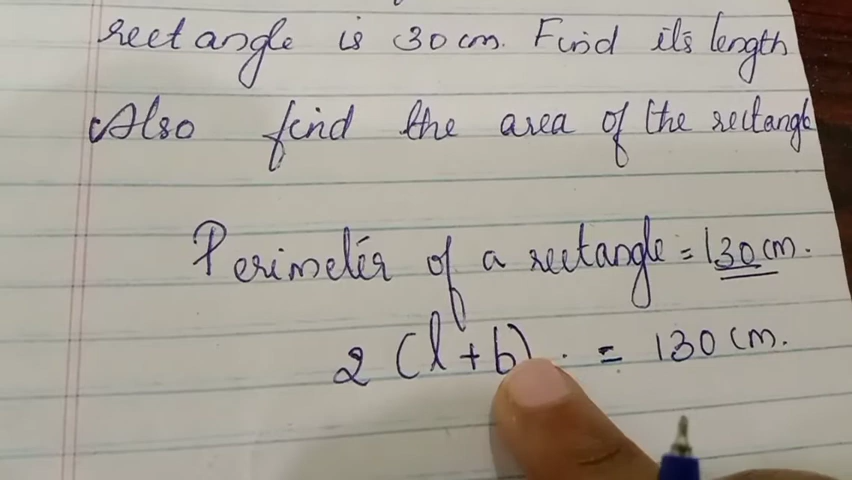 rectangle is 30 cm. Find its length
Also find the area of the rectangle
Perimeter of a rectangle = 130 cm.
2 (l + b) = 130 cm.